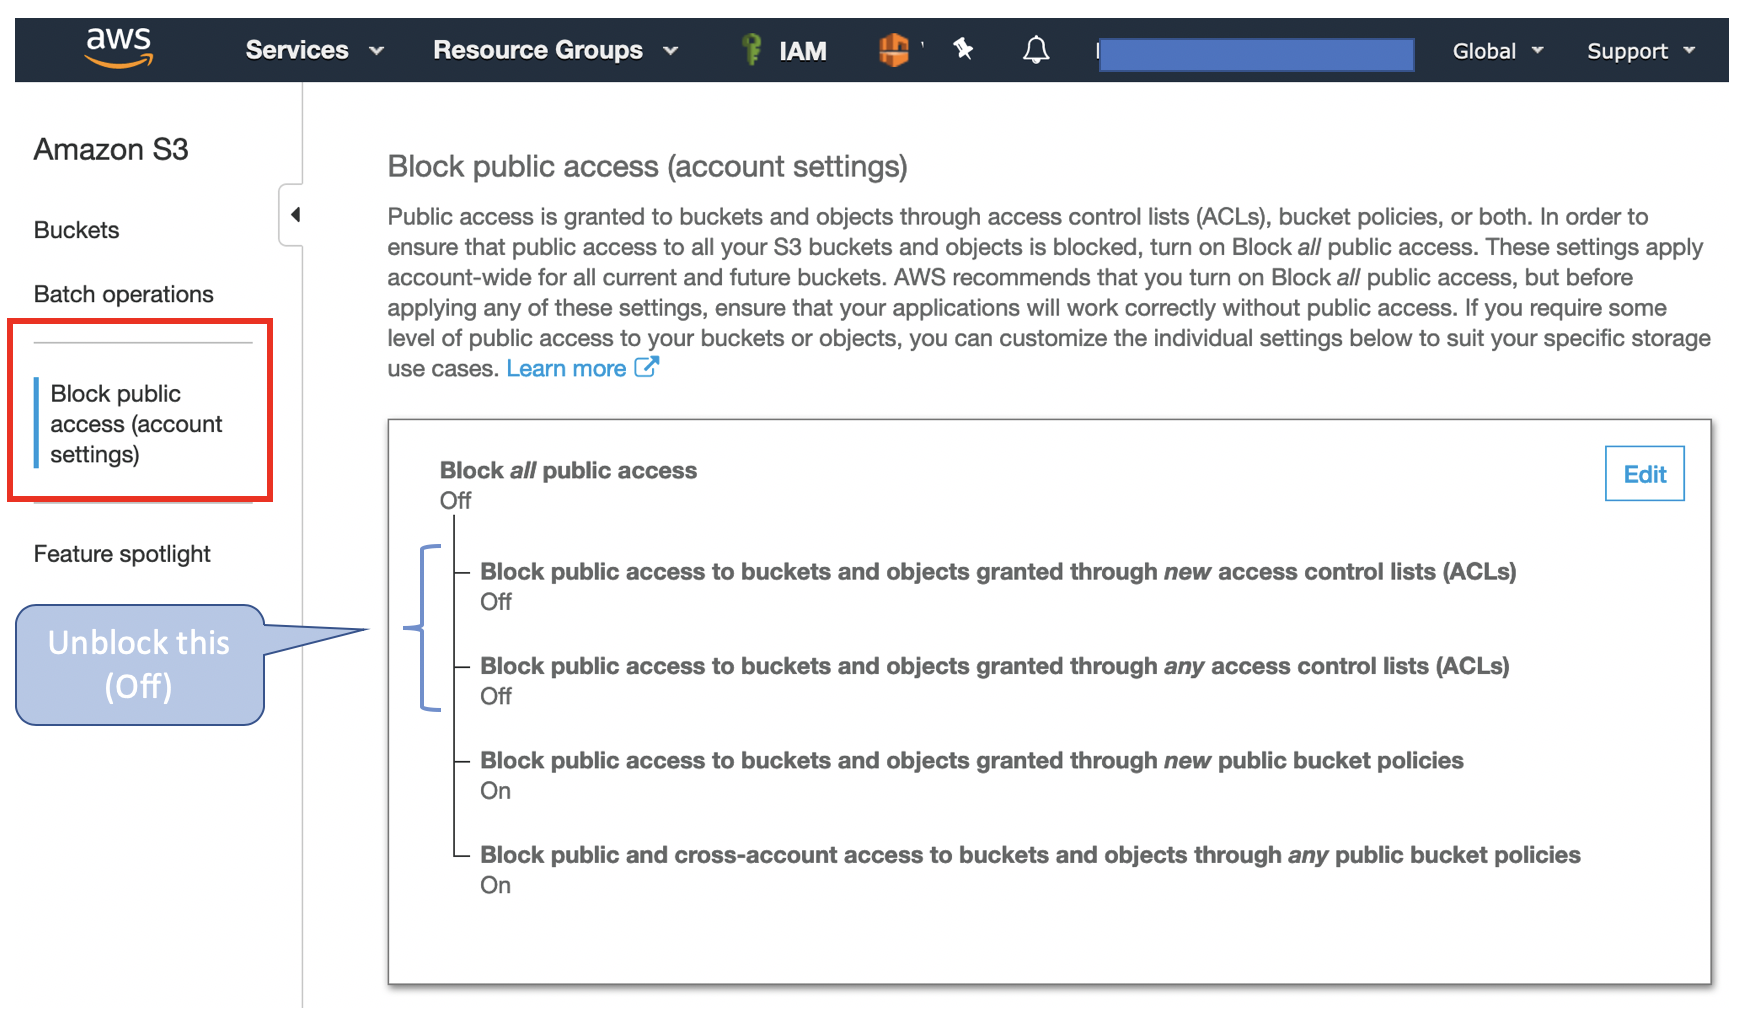 aws Services Resource Groups IAM Global Support
Amazon S3
Buckets
Batch operations
Block public
access (account
settings)
Feature spotlight
Unblock this
(Off)
Block public access (account settings)
Public access is granted to buckets and objects through access control lists (ACLs), bucket policies, or both. In order to
ensure that public access to all your S3 buckets and objects is blocked, turn on Block all public access. These settings apply
account-wide for all current and future buckets. AWS recommends that you turn on Block all public access, but before
applying any of these settings, ensure that your applications will work correctly without public access. If you require some
level of public access to your buckets or objects, you can customize the individual settings below to suit your specific storage
use cases. Learn more
Block all public access
Off
Edit
Block public access to buckets and objects granted through new access control lists (ACLs)
Off
Block public access to buckets and objects granted through any access control lists (ACLs)
Off
Block public access to buckets and objects granted through new public bucket policies
On
Block public and cross-account access to buckets and objects through any public bucket policies
On